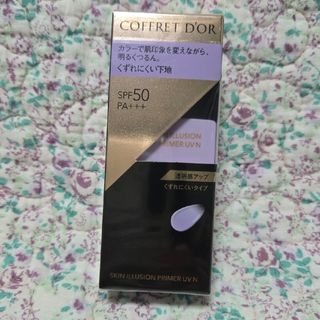 COFFRET D'OR
カラーで肌印象を変えながら、
明るくつるん。
くずれにくい下地
SPF50
PA+++
ILLUSION
PRIMER UV N
透明感アップ
くずれにくいタイプ
SKIN ILLUSION PRIMER UV N